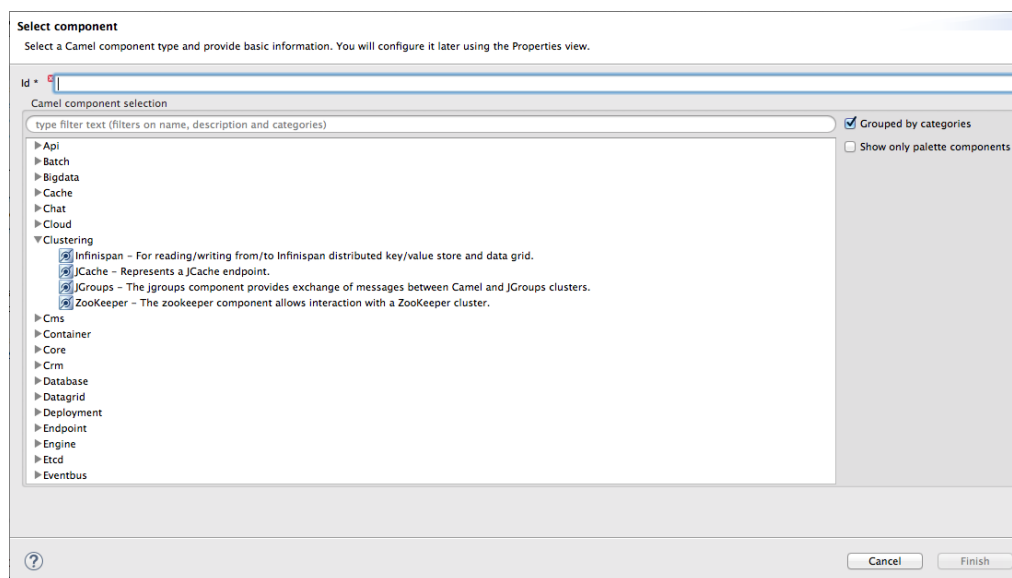 Select component
Select a Camel component type and provide basic information. You will configure it later using the Properties view.
Id *
Camel component selection
type filter text (filters on name, description and categories)
Grouped by categories
Show only palette components
Api
Batch
Bigdata
Cache
Chat
Cloud
Clustering
Infinispan - For reading/writing from/to Infinispan distributed key/value store and data grid.
JCache - Represents a JCache endpoint.
JGroups - The jgroups component provides exchange of messages between Camel and JGroups clusters.
ZooKeeper - The zookeeper component allows interaction with a ZooKeeper cluster.
Cms
Container
Core
Crm
Database
Datagrid
Deployment
Endpoint
Engine
Etcd
Eventbus
?
Cancel
Finish